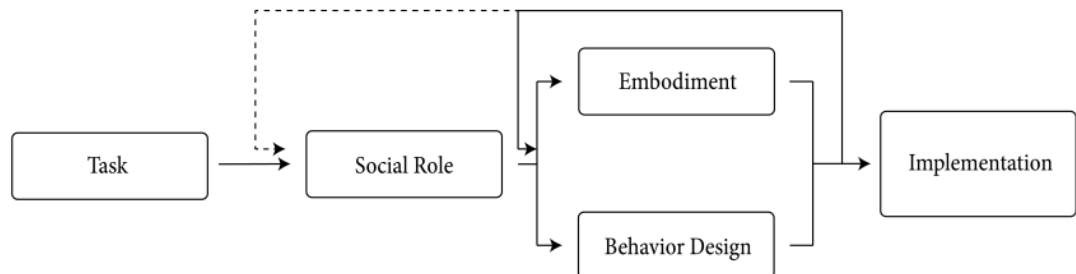 Task
Social Role
Embodiment
Behavior Design
Implementation